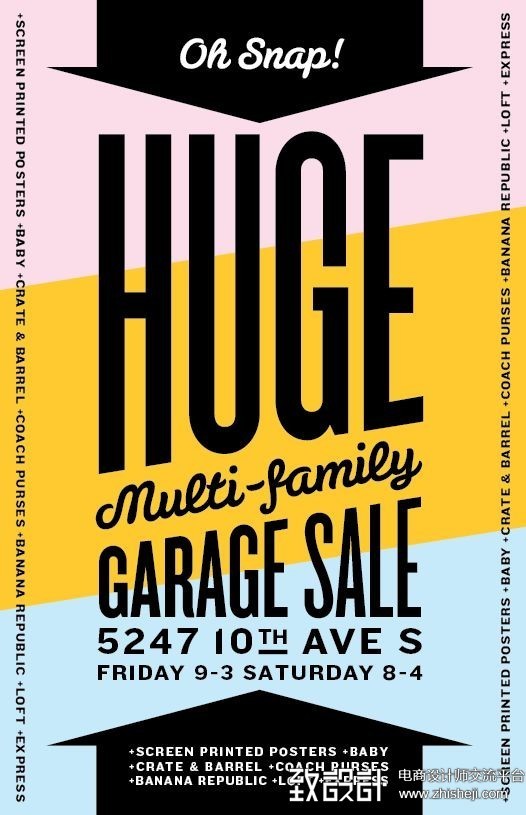 Oh Snap!
HUGE
Multi-family
GARAGE SALE
5247 10TH AVE S
FRIDAY 9-3 SATURDAY 8-4
+SCREEN PRINTED POSTERS +BABY
+CRATE & BARREL +COACH PURSES
+BANANA REPUBLIC
+SCREEN PRINTED POSTERS +BABY +CRATE & BARREL +COACH PURSES +BANANA REPUBLIC +LOFT +EXPRESS
+SCREEN PRINTED POSTERS +BABY +CRATE & BARREL +COACH PURSES +BANANA REPUBLIC +LOFT +EXPRESS
致設計
电商设计师交流平台
www.zhisheji.com